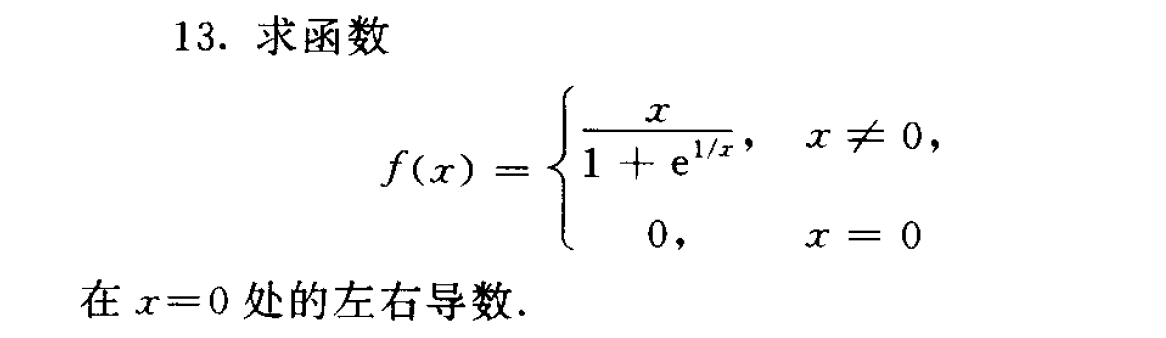 13. 求函数
f(x) = { x / (1 + e^{1/x}), x ≠ 0,
0, x = 0
在 x=0 处的左右导数.